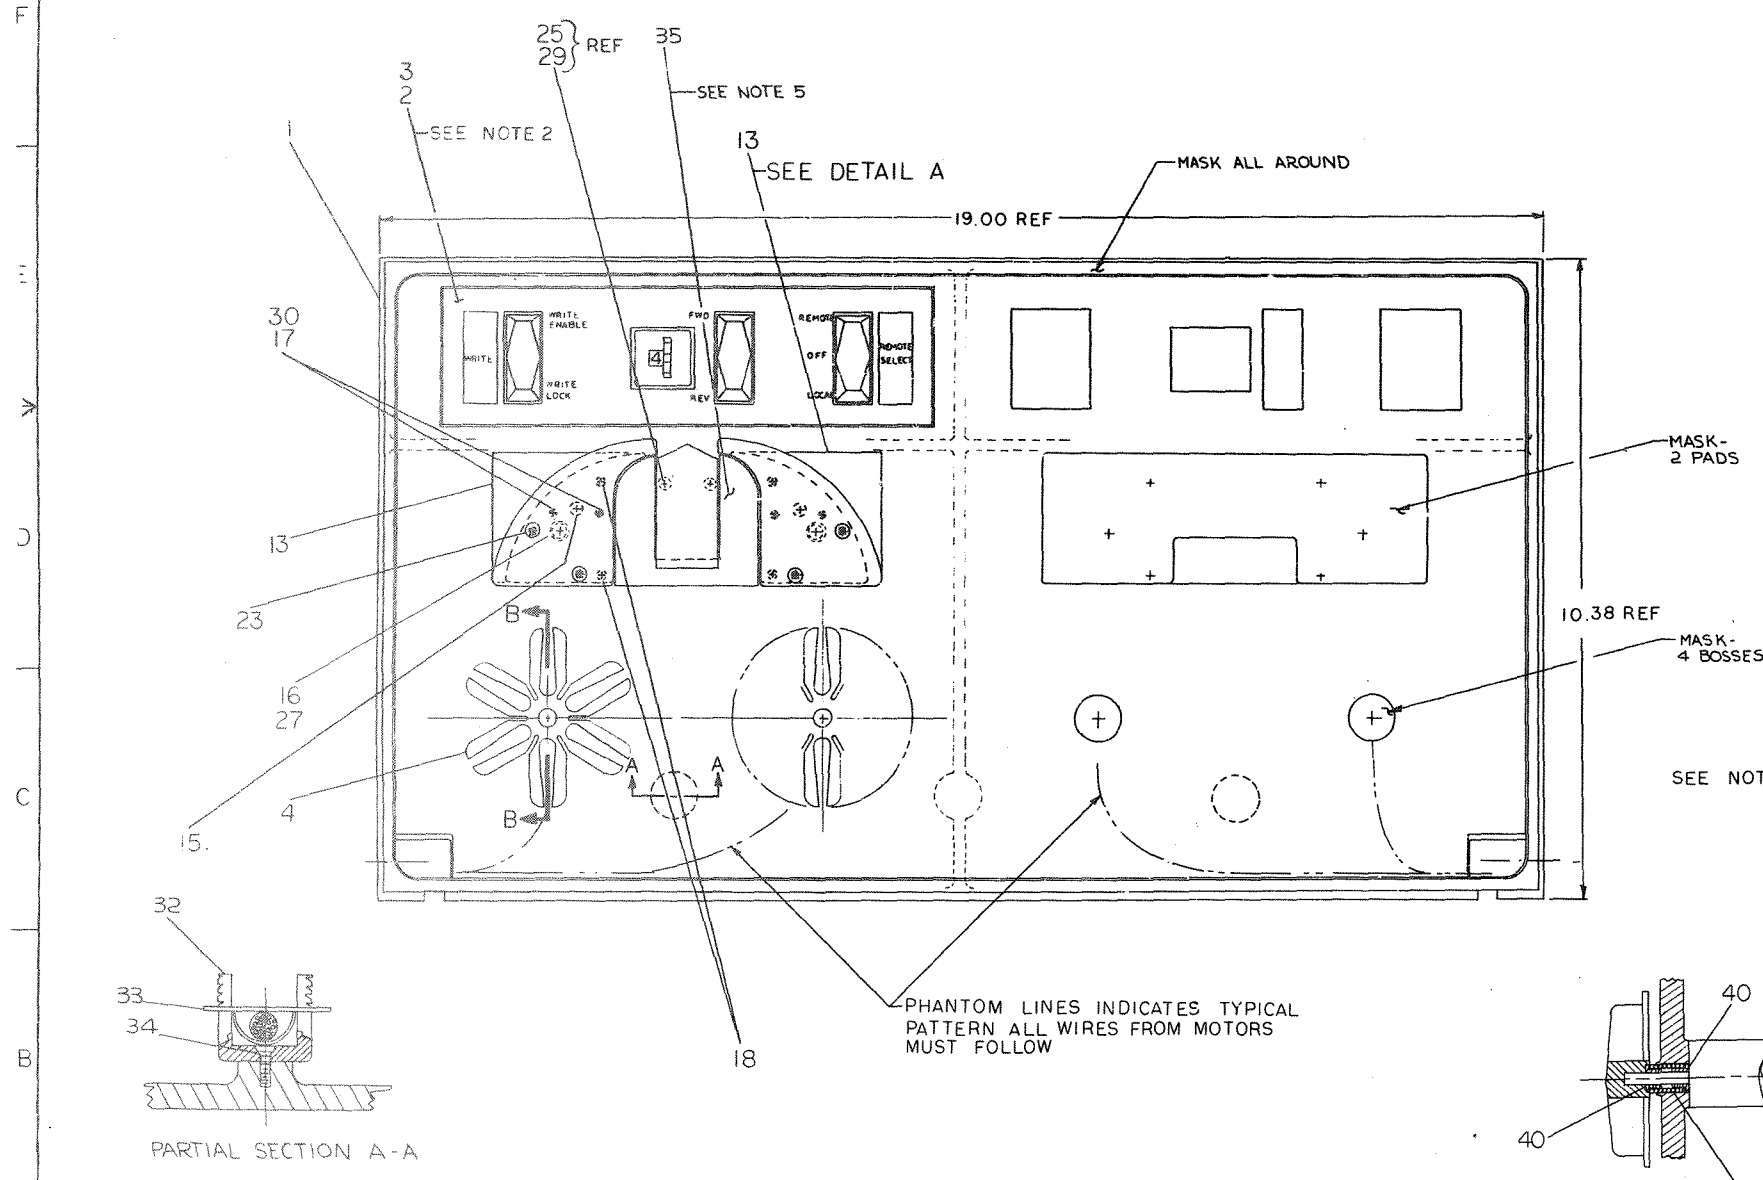 F
25
29
REF
35
3
2
SEE NOTE 5
SEE NOTE 2
1
13
SEE DETAIL A
MASK ALL AROUND
19.00 REF
E
30
17
WRITE
WRITE
ENABLE
WRITE
LOCK
4
FWD
REV
REMOTE
OFF
LOCAL
REMOTE
SELECT
MASK-
2 PADS
D
13
23
B
10.38 REF
MASK-
4 BOSSES
16
27
A
A
SEE NOT
C
4
B
15.
32
33
34
PHANTOM LINES INDICATES TYPICAL
PATTERN ALL WIRES FROM MOTORS
MUST FOLLOW
18
40
B
40
PARTIAL SECTION A-A